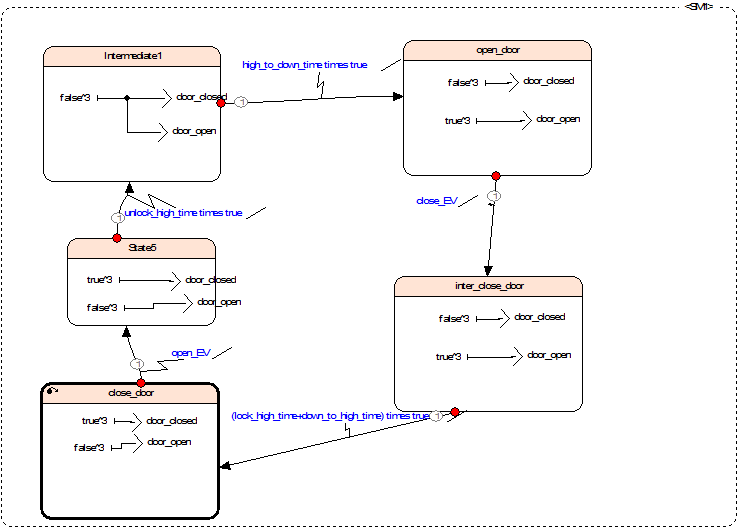 <SM1>
Intermediate1
false^3
door_closed
door_open
high_to_down_time times true
1
open_door
false^3
door_closed
true^3
door_open
close_EV
1
unlock_high_time times true
1
State5
true^3
door_closed
false^3
door_open
inter_close_door
false^3
door_closed
true^3
door_open
open_EV
1
close_door
true^3
door_closed
false^3
door_open
(lock_high_time+down_to_high_time) times true
1